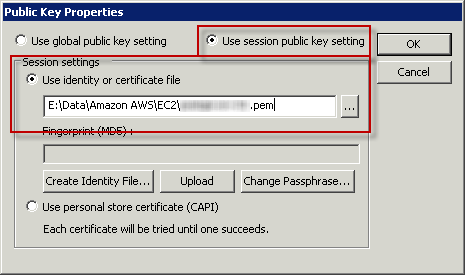 Public Key Properties
Use global public key setting
Use session public key setting
OK
Cancel
Session settings
Use identity or certificate file
E:\Data\Amazon AWS\EC2\ .pem
...
Fingerprint (MD5) :
Create Identity File...
Upload
Change Passphrase...
Use personal store certificate (CAPI)
Each certificate will be tried until one succeeds.